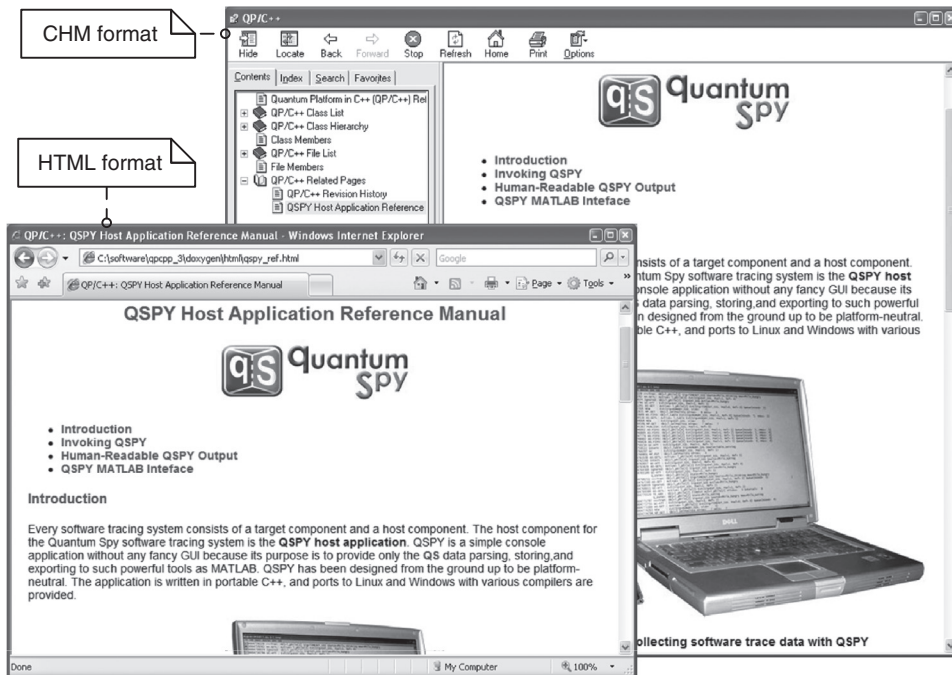 CHM format
QP/C++
Hide Locate Back Forward Stop Refresh Home Print Options
Contents Index Search Favorites
Quantum Platform in C++ (QP/C++) Rel
QP/C++ Class List
QP/C++ Class Hierarchy
Class Members
QP/C++ File List
File Members
QP/C++ Related Pages
QP/C++ Revision History
QSPY Host Application Reference
qs quantum spy
Introduction
Invoking QSPY
Human-Readable QSPY Output
QSPY MATLAB Inteface
nsists of a target component and a host component.
ntum Spy software tracing system is the QSPY host
onsole application without any fancy GUI because its
data parsing, storing,and exporting to such powerful
n designed from the ground up to be platform-neutral.
ble C++, and ports to Linux and Windows with various
DELL
ollecting software trace data with QSPY
HTML format
QP/C++: QSPY Host Application Reference Manual - Windows Internet Explorer
C:\software\qpcpp_3\doxygen\html\qspy_ref.html
Google
QP/C++: QSPY Host Application Reference Manual
Page Tools »
QSPY Host Application Reference Manual
qs quantum spy
Introduction
Invoking QSPY
Human-Readable QSPY Output
QSPY MATLAB Inteface
Introduction
Every software tracing system consists of a target component and a host component. The host component for
the Quantum Spy software tracing system is the QSPY host application. QSPY is a simple console
application without any fancy GUI because its purpose is to provide only the QS data parsing, storing,and
exporting to such powerful tools as MATLAB. QSPY has been designed from the ground up to be platform-
neutral. The application is written in portable C++, and ports to Linux and Windows with various compilers are
provided.
Done
My Computer
100%